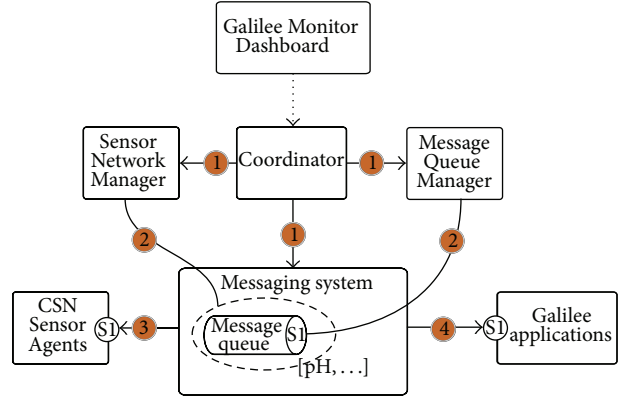 Galilee Monitor
Dashboard
Sensor
Network
Manager
1
Coordinator
1
Message
Queue
Manager
2
1
2
Messaging system
CSN
Sensor
Agents
S1
3
Message
queue
S1
4
S1
Galilee
applications
[pH, . . .]